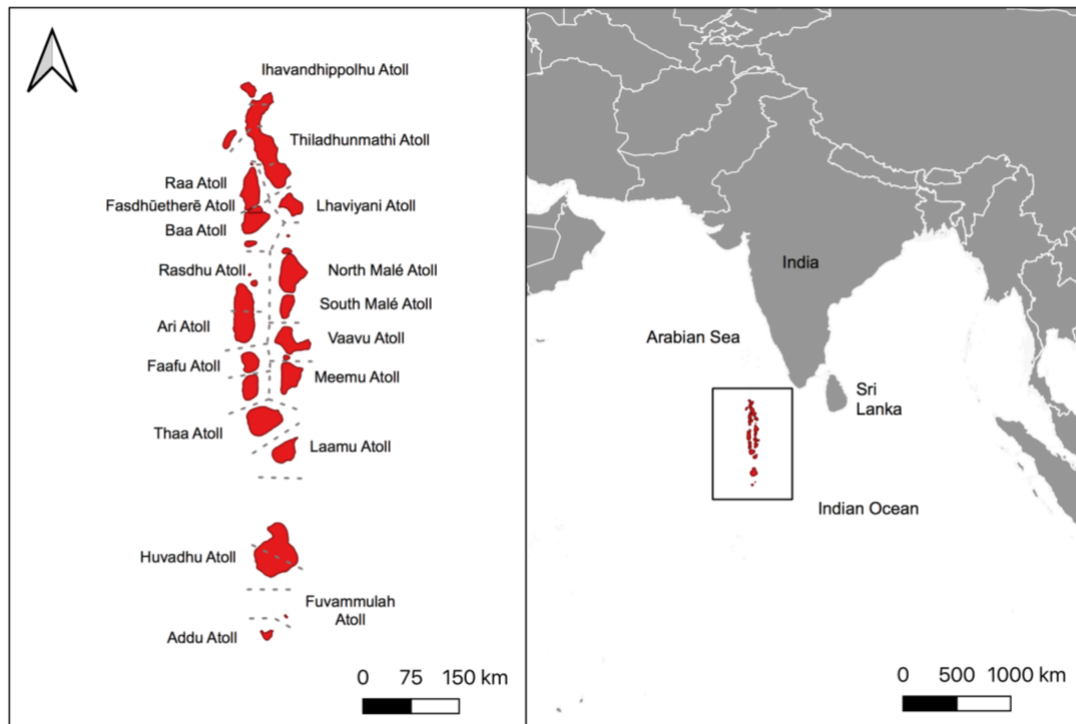 Ihavandhippolhu Atoll
Thiladhunmathi Atoll
Raa Atoll
Fasdhūetherē Atoll
Lhaviyani Atoll
Baa Atoll
Rasdhu Atoll
North Malé Atoll
South Malé Atoll
Ari Atoll
Vaavu Atoll
Faafu Atoll
Meemu Atoll
Thaa Atoll
Laamu Atoll
Huvadhu Atoll
Fuvammulah
Atoll
Addu Atoll
0 75 150 km
India
Arabian Sea
Sri
Lanka
Indian Ocean
0 500 1000 km